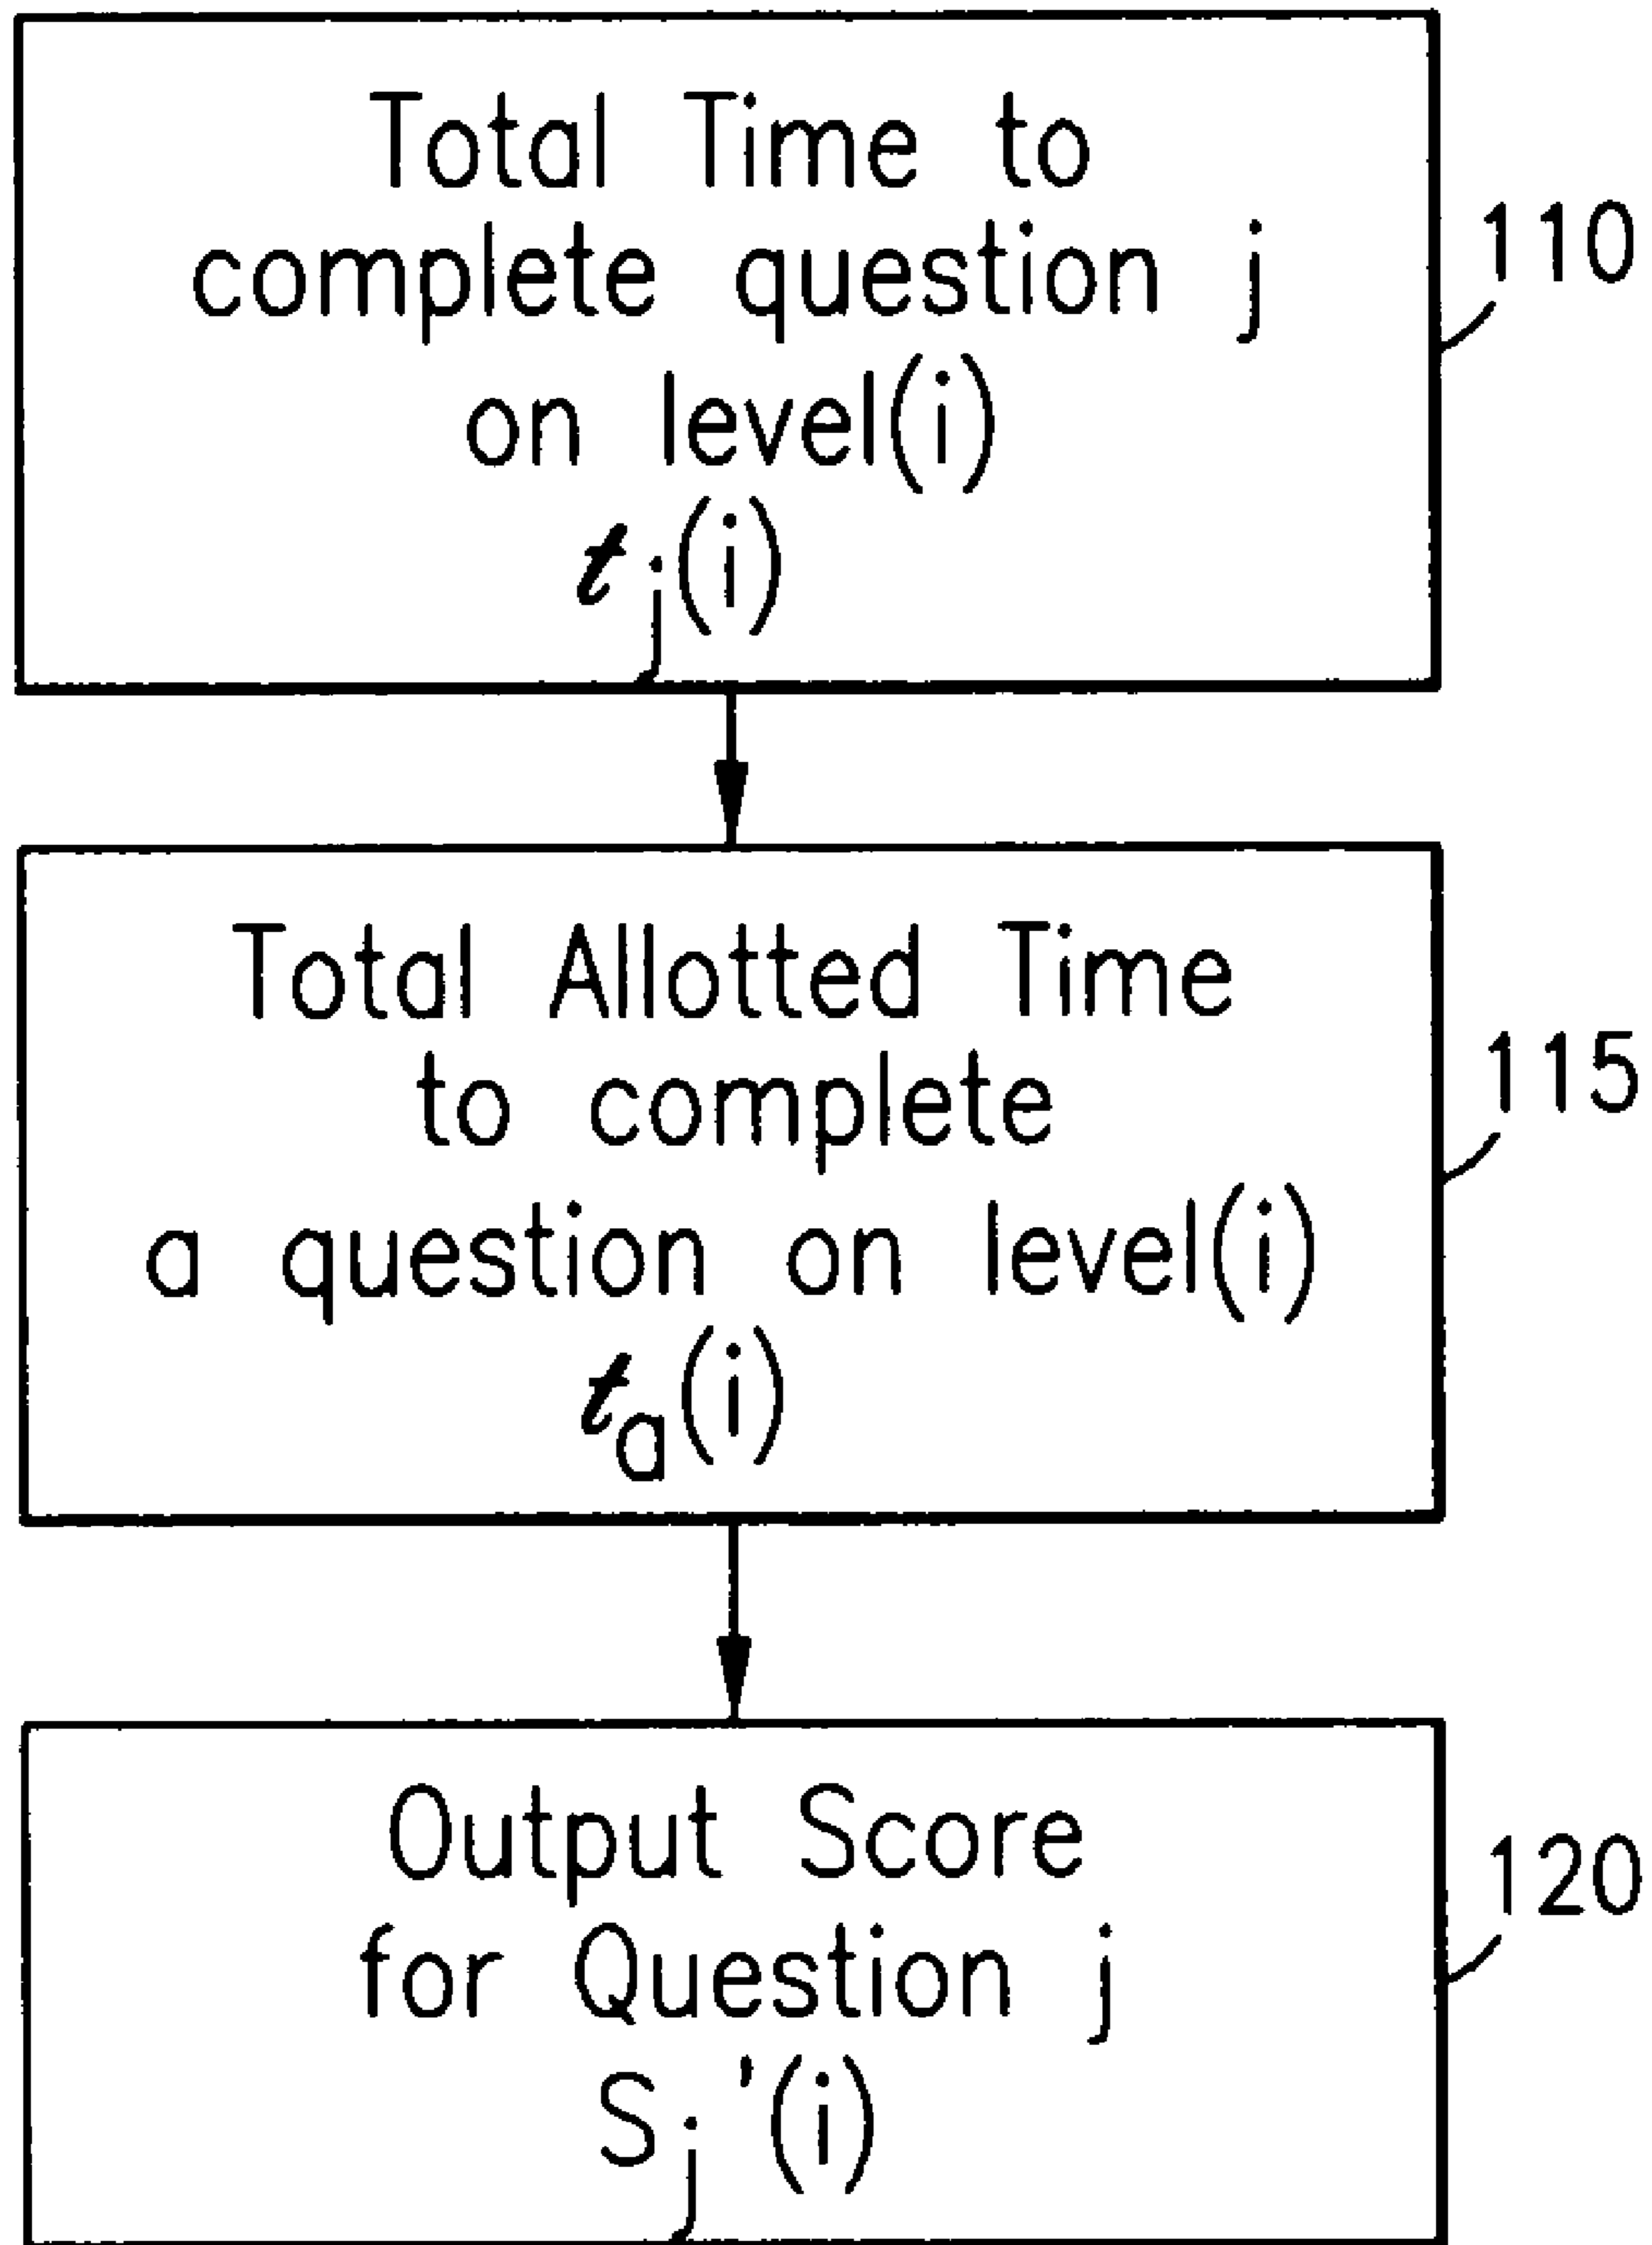 Total Time to
complete question j
on level(i)
t_j(i)
110
Total Allotted Time
to complete
a question on level(i)
t_a(i)
115
Output Score
for Question j
S_j'(i)
120